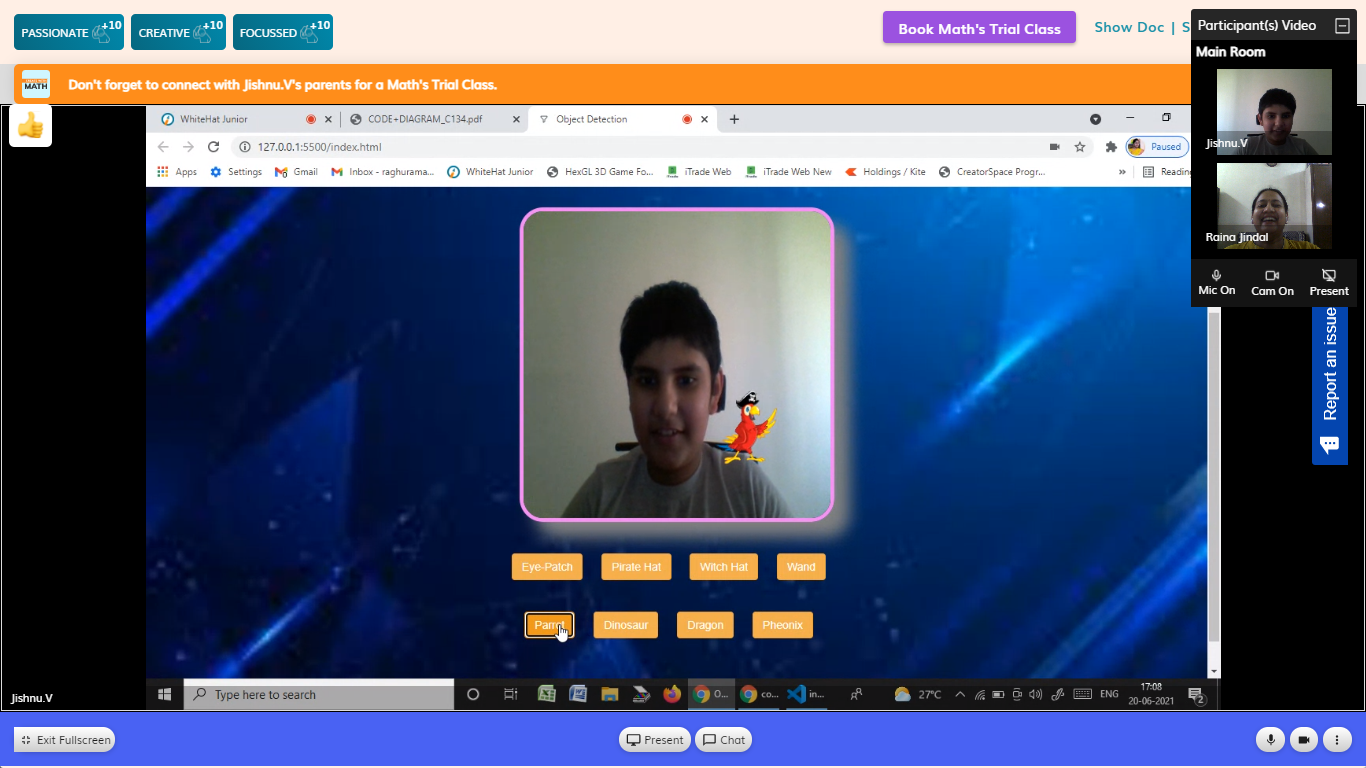 PASSIONATE +10 CREATIVE +10 FOCUSSED +10
Book Math's Trial Class
Show Doc | S
Participant(s) Video
Main Room
MATH
Don't forget to connect with Jishnu.V's parents for a Math's Trial Class.
WhiteHat Junior
CODE+DIAGRAM_C134.pdf
Object Detection
127.0.0.1:5500/index.html
Paused
Apps Settings Gmail Inbox - raghurama... WhiteHat Junior HexGL 3D Game Fo... iTrade Web iTrade Web New Holdings / Kite CreatorSpace Progr... » Reading
Jishnu.V
Raina Jindal
Mic On Cam On Present
Report an issue
Eye-Patch Pirate Hat Witch Hat Wand
Parrot Dinosaur Dragon Pheonix
Jishnu.V
Type here to search
O... co... in...
27°C
ENG
17:08
20-06-2021
2
Exit Fullscreen
Present
Chat